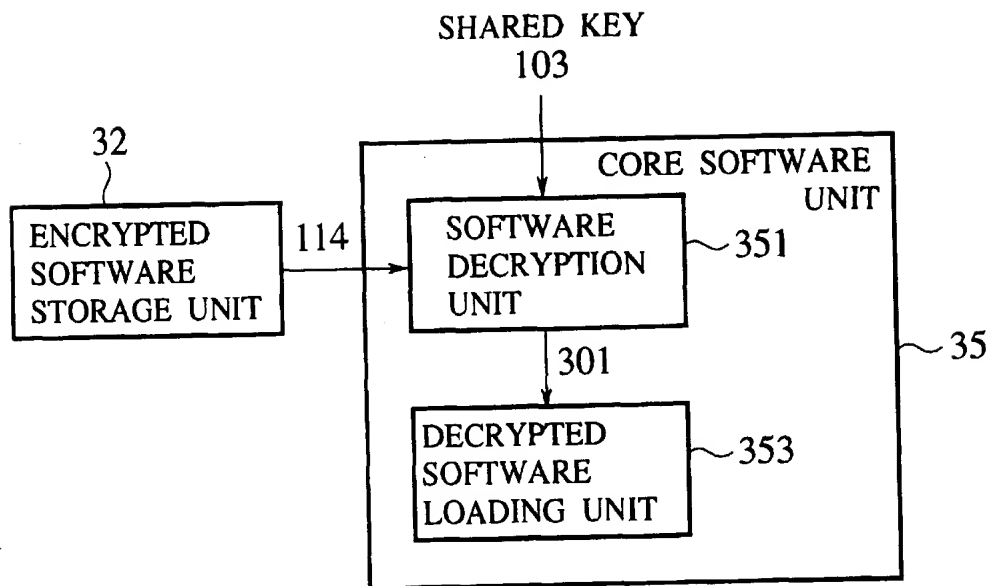 SHARED KEY
103
32
CORE SOFTWARE
UNIT
ENCRYPTED
SOFTWARE
STORAGE UNIT
114
SOFTWARE
DECRYPTION
UNIT
351
301
35
DECRYPTED
SOFTWARE
LOADING UNIT
353